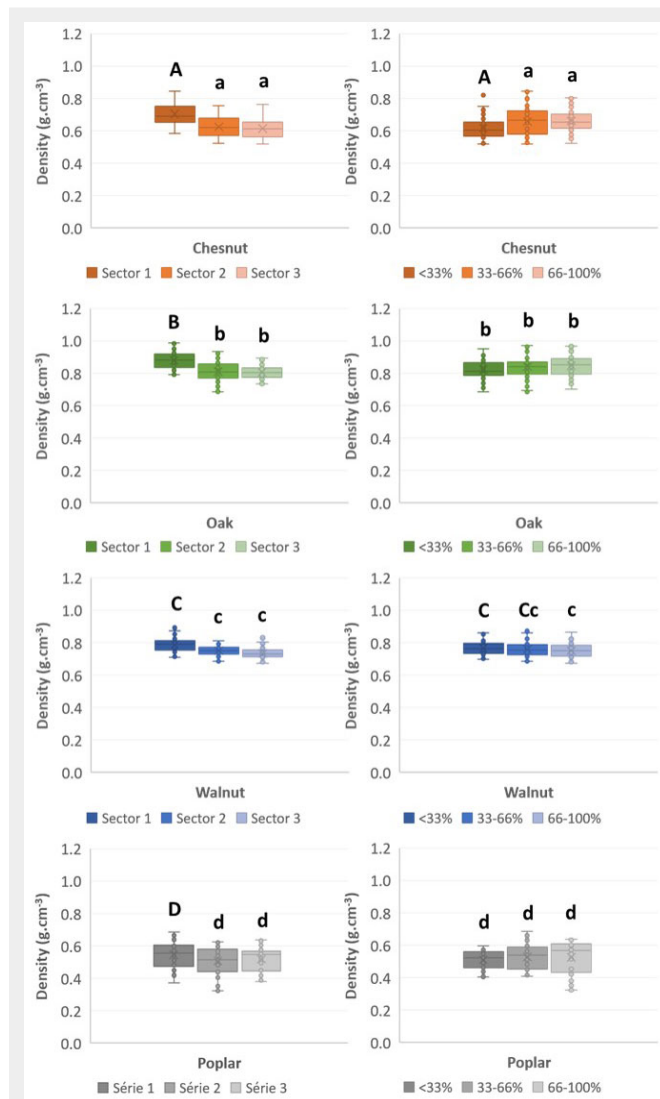 1.2
1.0
0.8
0.6
0.4
0.2
0.0
Density (g.cm⁻³)
A a a
Chesnut
Sector 1 Sector 2 Sector 3
1.2
1.0
0.8
0.6
0.4
0.2
0.0
Density (g.cm⁻³)
A a a
Chesnut
<33% 33-66% 66-100%
1.2
1.0
0.8
0.6
0.4
0.2
0.0
Density (g.cm⁻³)
B b b
Oak
Sector 1 Sector 2 Sector 3
1.2
1.0
0.8
0.6
0.4
0.2
0.0
Density (g.cm⁻³)
b b b
Oak
<33% 33-66% 66-100%
1.2
1.0
0.8
0.6
0.4
0.2
0.0
Density (g.cm⁻³)
C c c
Walnut
Sector 1 Sector 2 Sector 3
1.2
1.0
0.8
0.6
0.4
0.2
0.0
Density (g.cm⁻³)
C Cc c
Walnut
<33% 33-66% 66-100%
1.2
1.0
0.8
0.6
0.4
0.2
0.0
Density (g.cm⁻³)
D d d
Poplar
Série 1 Série 2 Série 3
1.2
1.0
0.8
0.6
0.4
0.2
0.0
Density (g.cm⁻³)
d d d
Poplar
<33% 33-66% 66-100%